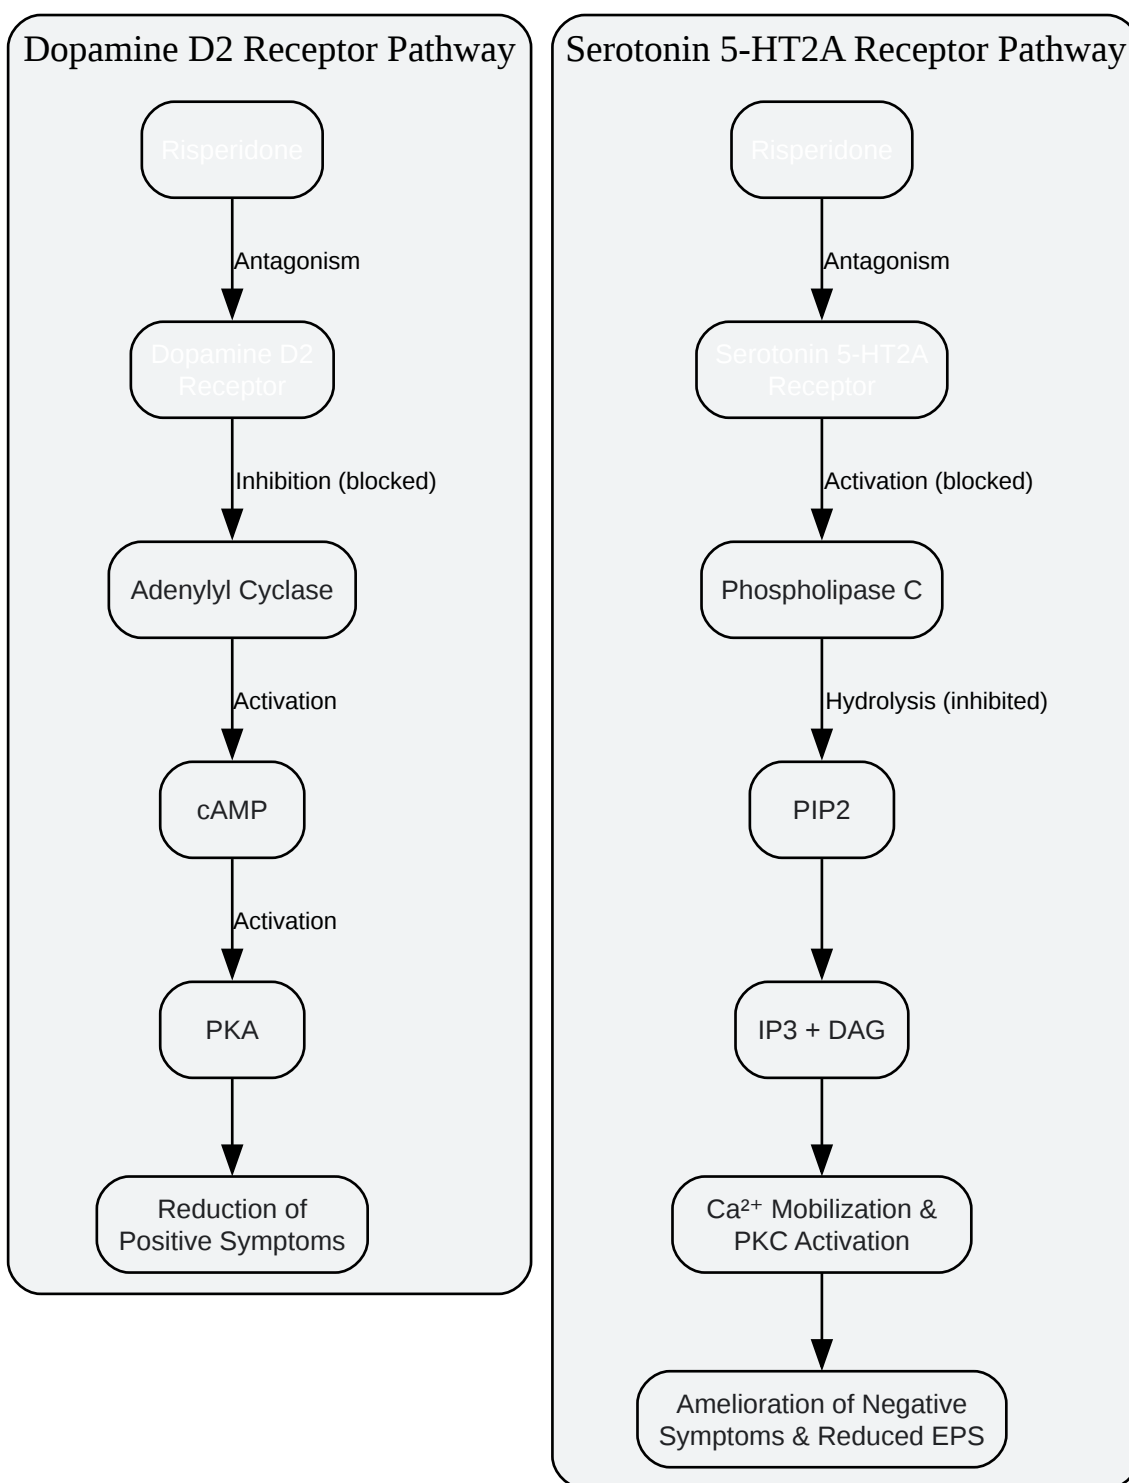 Dopamine D2 Receptor Pathway
Risperidone
Antagonism
Dopamine D2
Receptor
Inhibition (blocked)
Adenylyl Cyclase
Activation
cAMP
Activation
PKA
Reduction of
Positive Symptoms
Serotonin 5-HT2A Receptor Pathway
Risperidone
Antagonism
Serotonin 5-HT2A
Receptor
Activation (blocked)
Phospholipase C
Hydrolysis (inhibited)
PIP2
IP3 + DAG
Ca²⁺ Mobilization &
PKC Activation
Amelioration of Negative
Symptoms & Reduced EPS